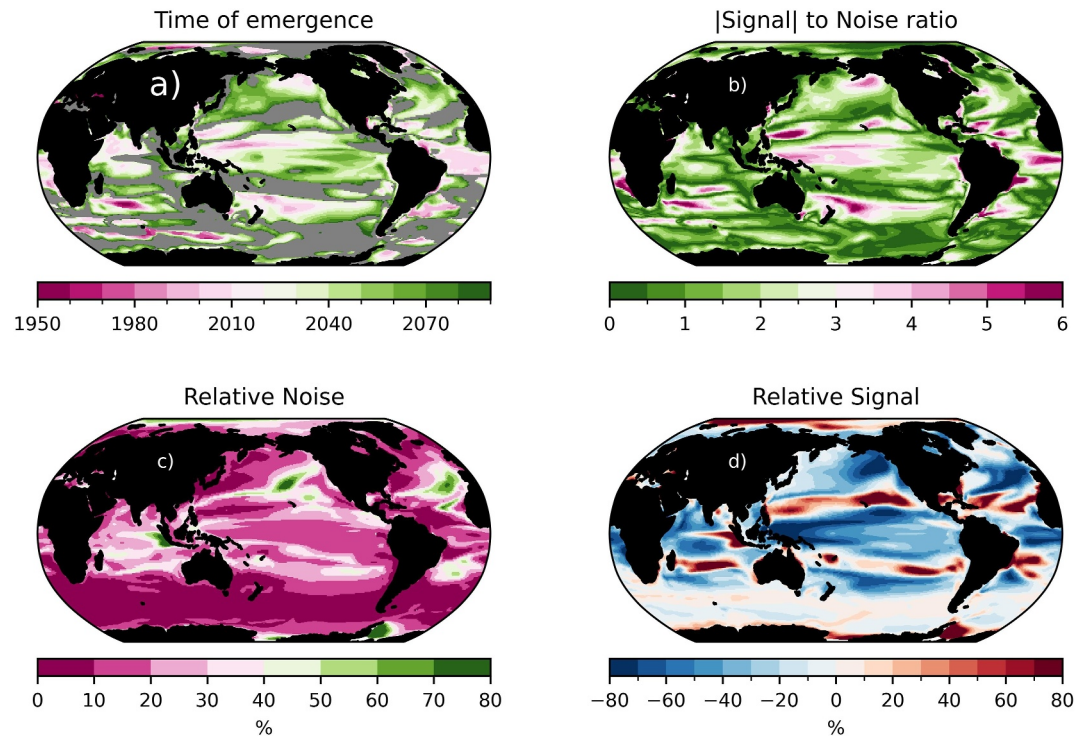 Time of emergence
|Signal| to Noise ratio
a)
b)
1950 1980 2010 2040 2070
0 1 2 3 4 5 6
Relative Noise
Relative Signal
c)
d)
0 10 20 30 40 50 60 70 80
−80 −60 −40 −20 0 20 40 60 80
%
%